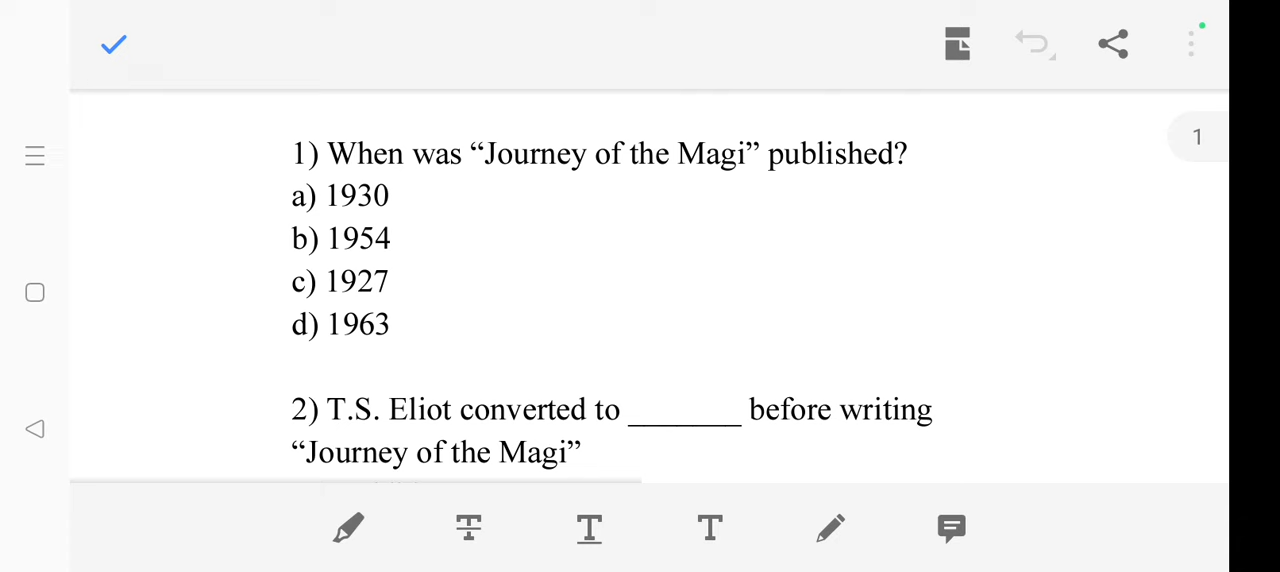 1
1) When was “Journey of the Magi” published?
a) 1930
b) 1954
c) 1927
d) 1963
2) T.S. Eliot converted to _______ before writing
“Journey of the Magi”